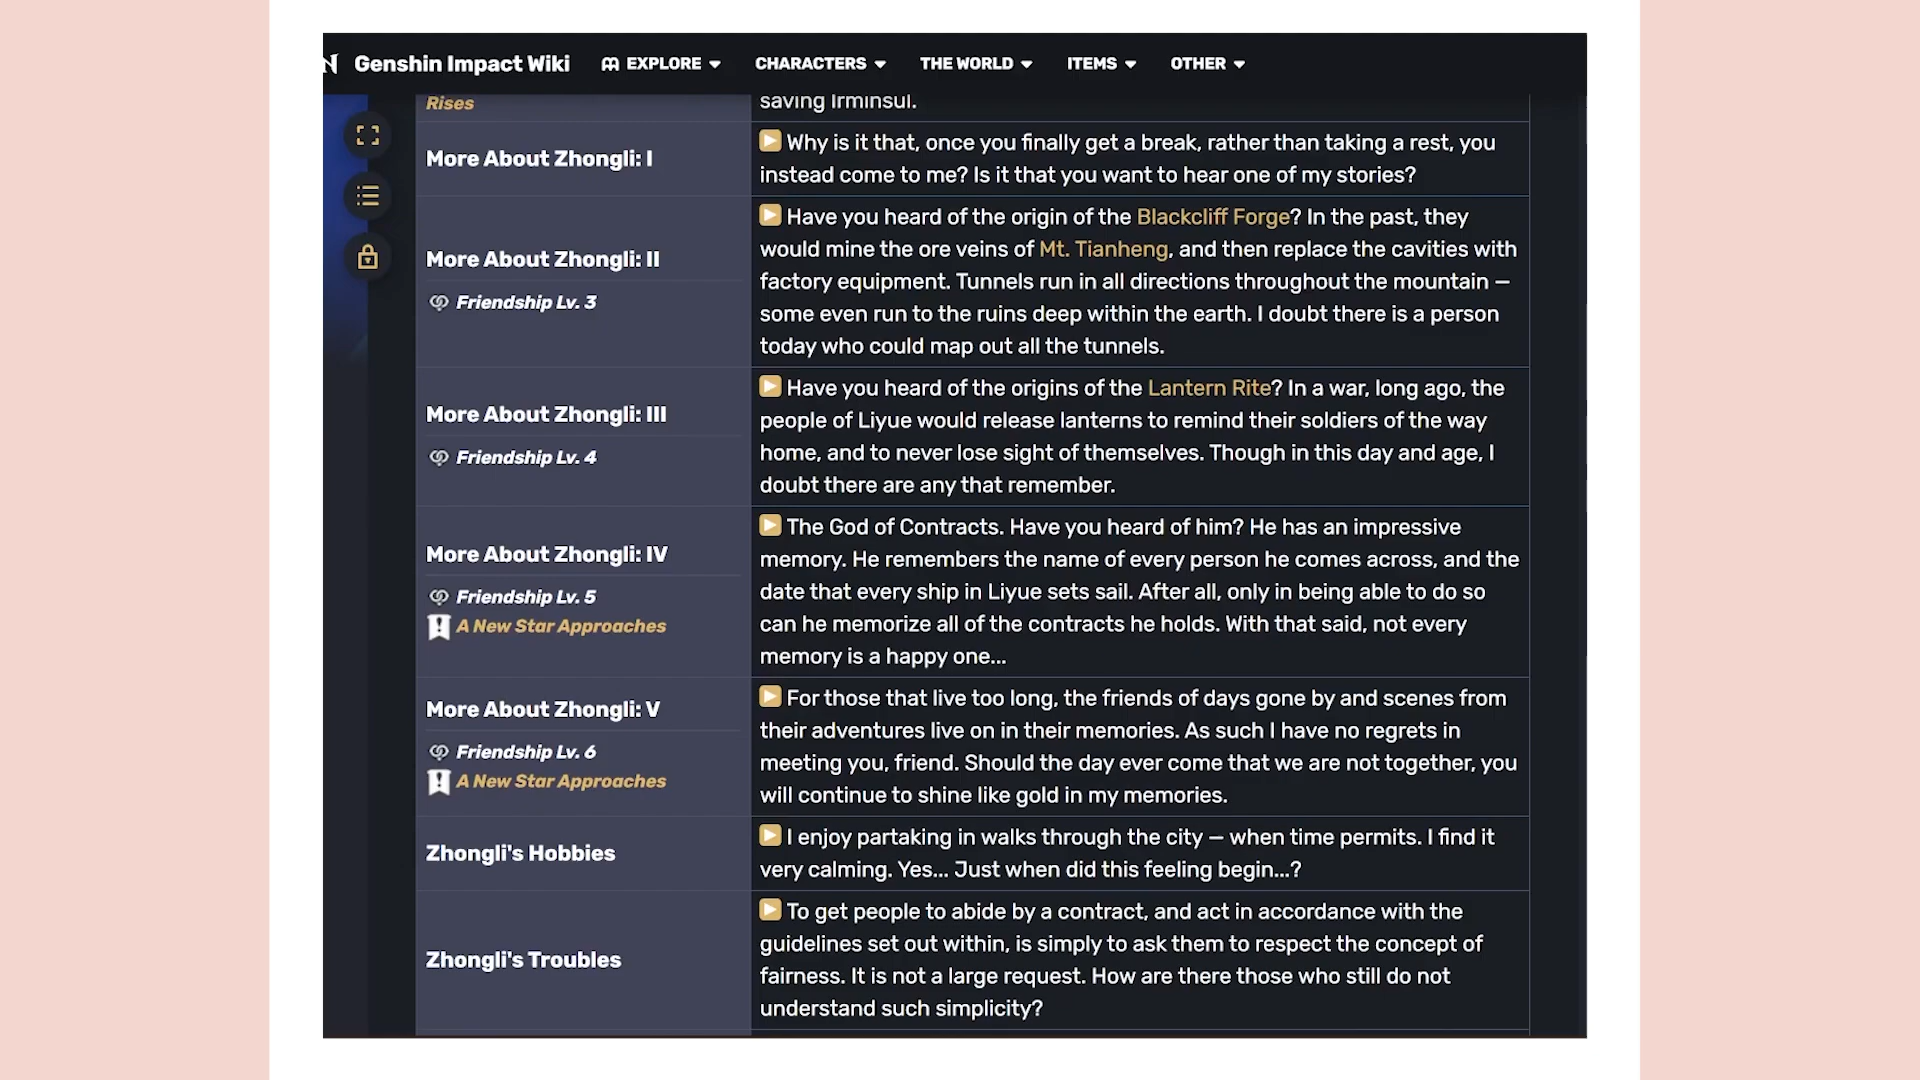 Genshin Impact Wiki EXPLORE CHARACTERS THE WORLD ITEMS OTHER
Rises
saving Irminsul.
More About Zhongli: I
Why is it that, once you finally get a break, rather than taking a rest, you
instead come to me? Is it that you want to hear one of my stories?
More About Zhongli: II
Friendship Lv. 3
Have you heard of the origin of the Blackcliff Forge? In the past, they
would mine the ore veins of Mt. Tianheng, and then replace the cavities with
factory equipment. Tunnels run in all directions throughout the mountain —
some even run to the ruins deep within the earth. I doubt there is a person
today who could map out all the tunnels.
More About Zhongli: III
Friendship Lv. 4
Have you heard of the origins of the Lantern Rite? In a war, long ago, the
people of Liyue would release lanterns to remind their soldiers of the way
home, and to never lose sight of themselves. Though in this day and age, I
doubt there are any that remember.
More About Zhongli: IV
Friendship Lv. 5
A New Star Approaches
The God of Contracts. Have you heard of him? He has an impressive
memory. He remembers the name of every person he comes across, and the
date that every ship in Liyue sets sail. After all, only in being able to do so
can he memorize all of the contracts he holds. With that said, not every
memory is a happy one...
More About Zhongli: V
Friendship Lv. 6
A New Star Approaches
For those that live too long, the friends of days gone by and scenes from
their adventures live on in their memories. As such I have no regrets in
meeting you, friend. Should the day ever come that we are not together, you
will continue to shine like gold in my memories.
Zhongli's Hobbies
I enjoy partaking in walks through the city — when time permits. I find it
very calming. Yes... Just when did this feeling begin...?
Zhongli's Troubles
To get people to abide by a contract, and act in accordance with the
guidelines set out within, is simply to ask them to respect the concept of
fairness. It is not a large request. How are there those who still do not
understand such simplicity?